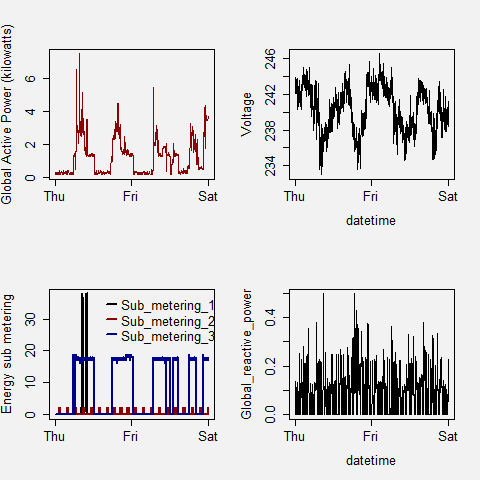 Global Active Power (kilowatts)
0 2 4 6
Thu Fri Sat
Voltage
234 238 242 246
Thu Fri Sat
datetime
Energy sub metering
0 10 20 30
Sub_metering_1
Sub_metering_2
Sub_metering_3
Thu Fri Sat
Global_reactive_power
0.0 0.2 0.4
Thu Fri Sat
datetime